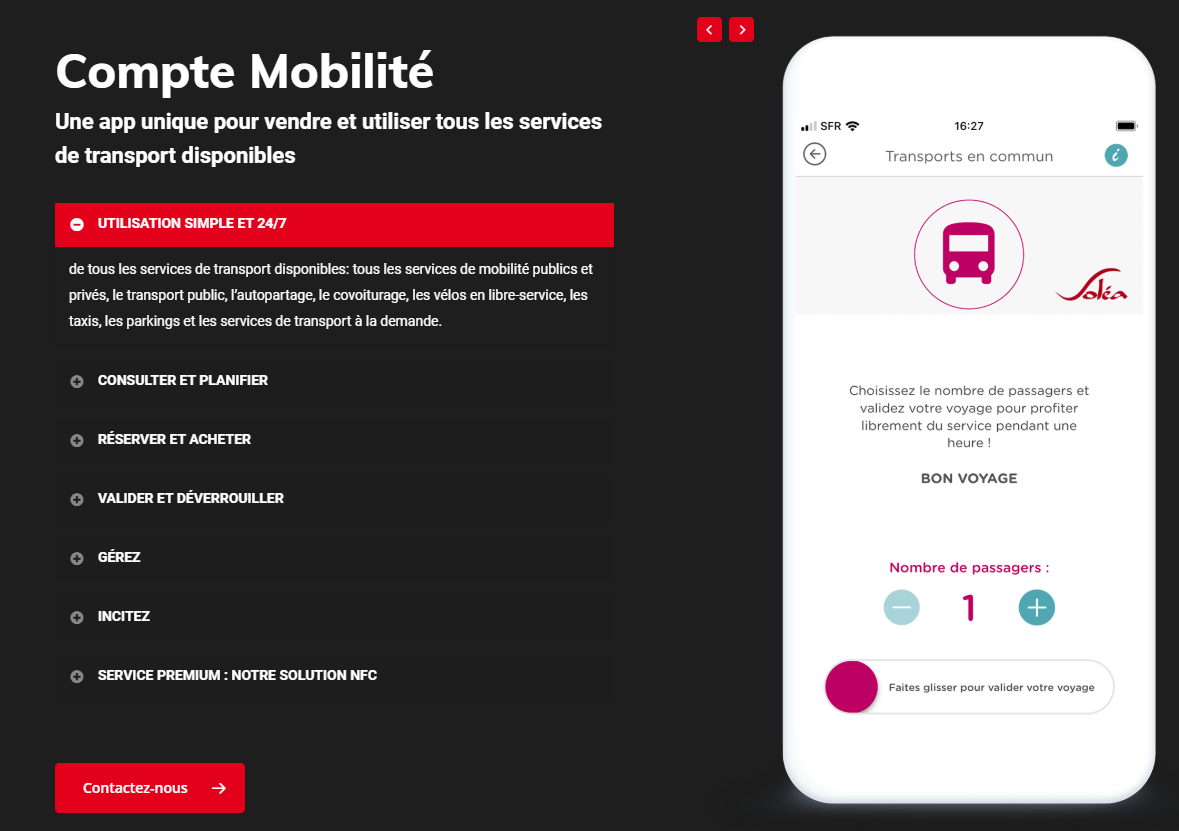 Compte Mobilité
Une app unique pour vendre et utiliser tous les services
de transport disponibles
UTILISATION SIMPLE ET 24/7
de tous les services de transport disponibles: tous les services de mobilité publics et
privés, le transport public, l’autopartage, le covoiturage, les vélos en libre-service, les
taxis, les parkings et les services de transport à la demande.
CONSULTER ET PLANIFIER
RÉSERVER ET ACHETER
VALIDER ET DÉVERROUILLER
GÉREZ
INCITEZ
SERVICE PREMIUM : NOTRE SOLUTION NFC
Contactez-nous
SFR 16:27
Transports en commun i
Soléa
Choisissez le nombre de passagers et
validez votre voyage pour profiter
librement du service pendant une
heure !
BON VOYAGE
Nombre de passagers :
1
Faites glisser pour valider votre voyage